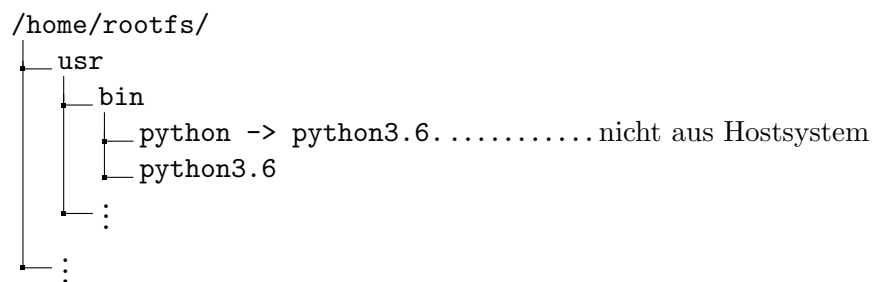 /home/rootfs/
usr
bin
python -> python3.6.............nicht aus Hostsystem
python3.6
⋮
⋮